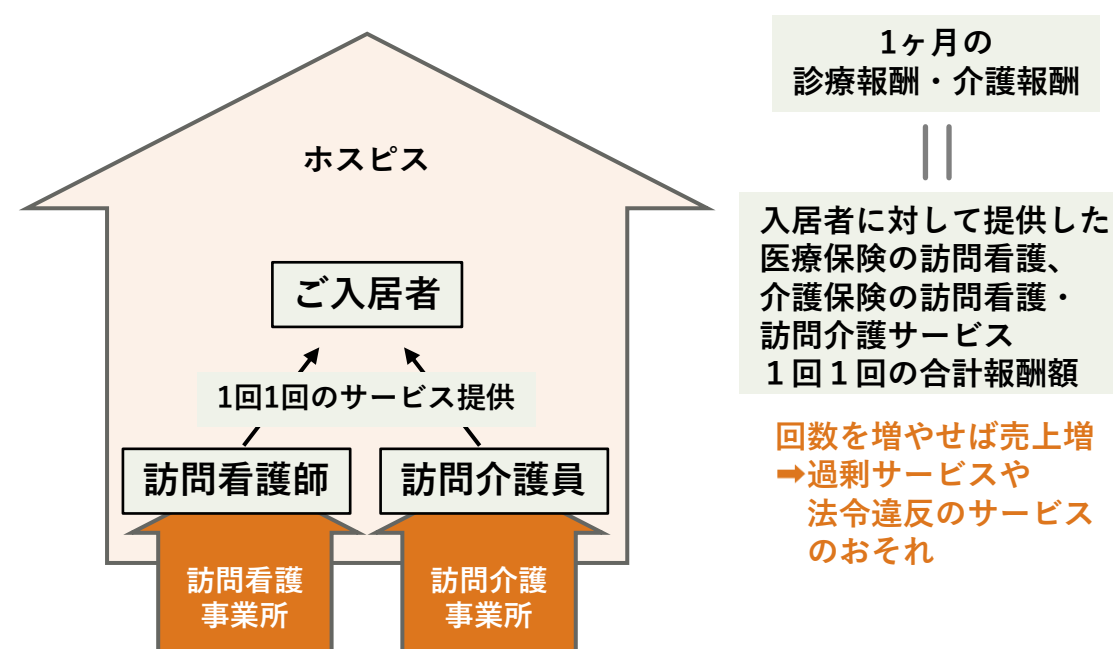 ホスピス
ご入居者
1回1回のサービス提供
訪問看護師
訪問介護員
訪問看護
事業所
訪問介護
事業所
1ヶ月の
診療報酬・介護報酬
入居者に対して提供した
医療保険の訪問看護、
介護保険の訪問看護・
訪問介護サービス
１回１回の合計報酬額
回数を増やせば売上増
➡過剰サービスや
法令違反のサービス
のおそれ